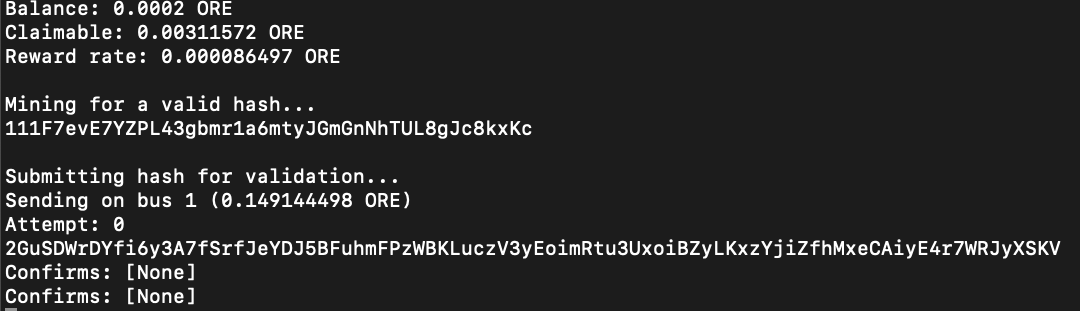 Balance: 0.0002 ORE
Claimable: 0.00311572 ORE
Reward rate: 0.000086497 ORE
Mining for a valid hash...
111F7evE7YZPL43gbmr1a6mtyJGmGnNhTUL8gJc8kxKc
Submitting hash for validation...
Sending on bus 1 (0.149144498 ORE)
Attempt: 0
2GuSDWrDYfi6y3A7fSrfJeYDJ5BFuhmFPzWBKLuczV3yEoimRtu3UxoiBZyLKxzYjiZfhMxeCAiyE4r7WRJyXSKV
Confirms: [None]
Confirms: [None]